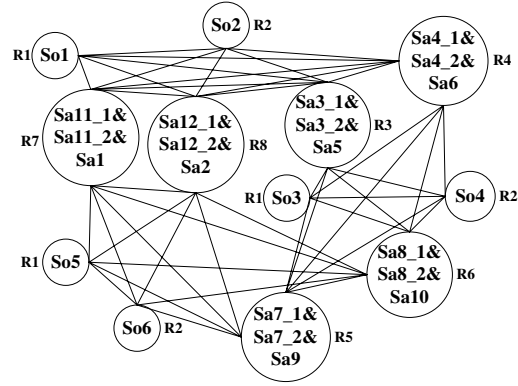 So2 R2
R1 So1
Sa4_1&
Sa4_2& R4
Sa6
Sa11_1&
R7 Sa11_2&
Sa1
Sa12_1&
Sa12_2& R8
Sa2
Sa3_1&
Sa3_2& R3
Sa5
R1 So3
So4 R2
R1 So5
Sa8_1&
Sa8_2& R6
Sa10
So6 R2
Sa7_1&
Sa7_2& R5
Sa9